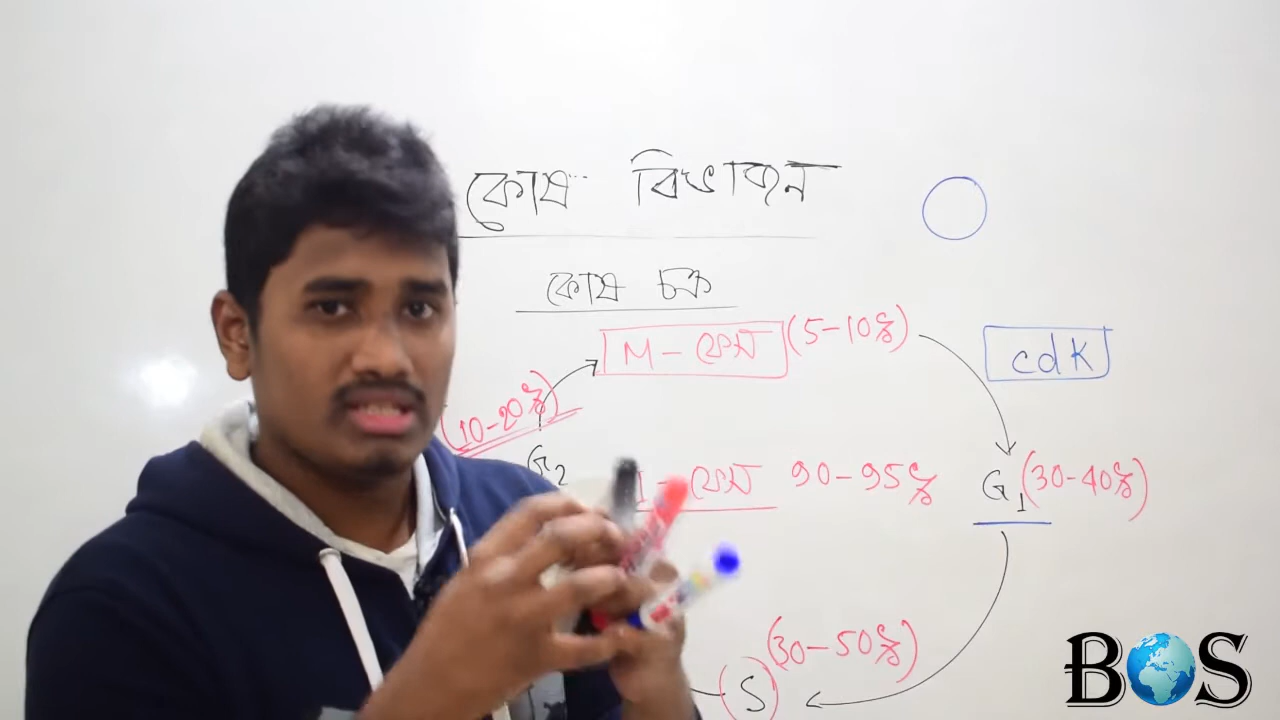 কোষ বিভাজন
কোষ চক্র
M - ফেস (5-10%)
cdk
(10-20%)
G2
- ফেস 90-95%
G1 (30-40%)
(30-50%)
S
BOS